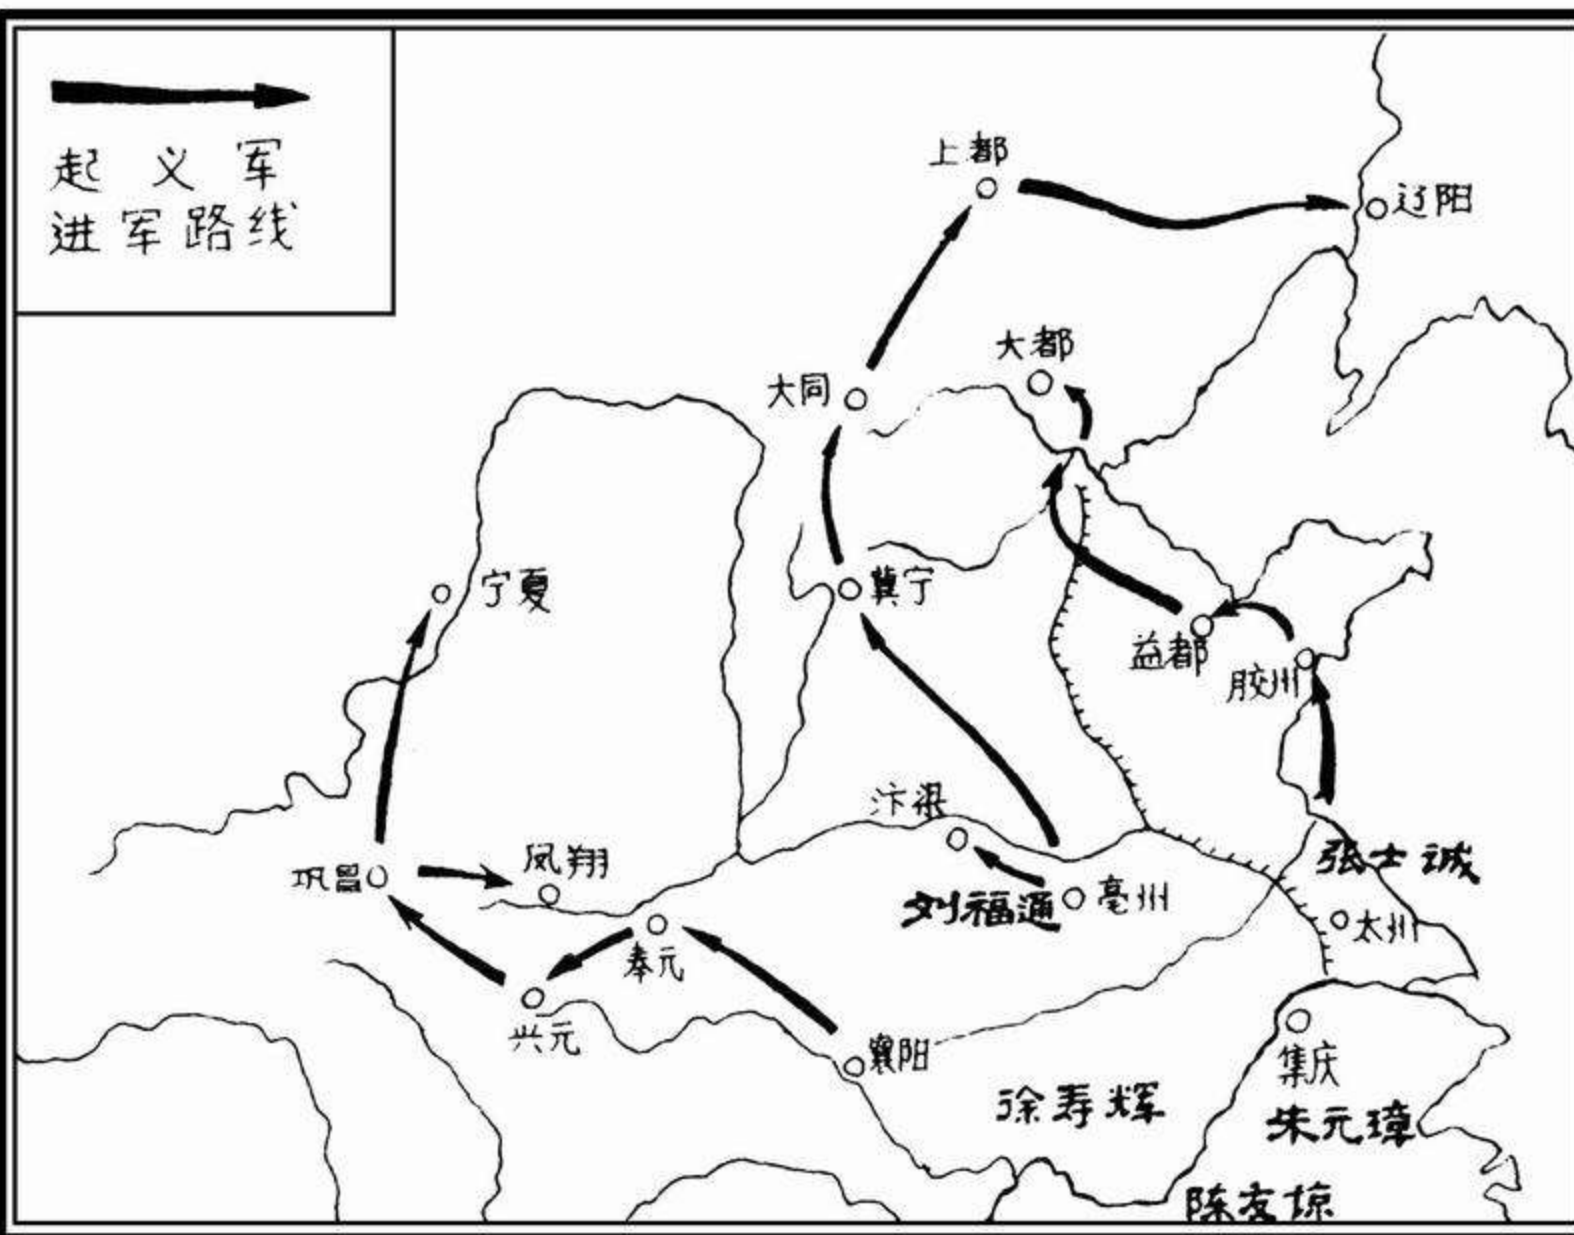 起义军
进军路线
上都
辽阳
大都
大同
宁夏
冀宁
益都
胶州
汴梁
凤翔
巩昌
张士诚
刘福通
亳州
太州
奉元
兴元
襄阳
集庆
徐寿辉
朱元璋
陈友琼